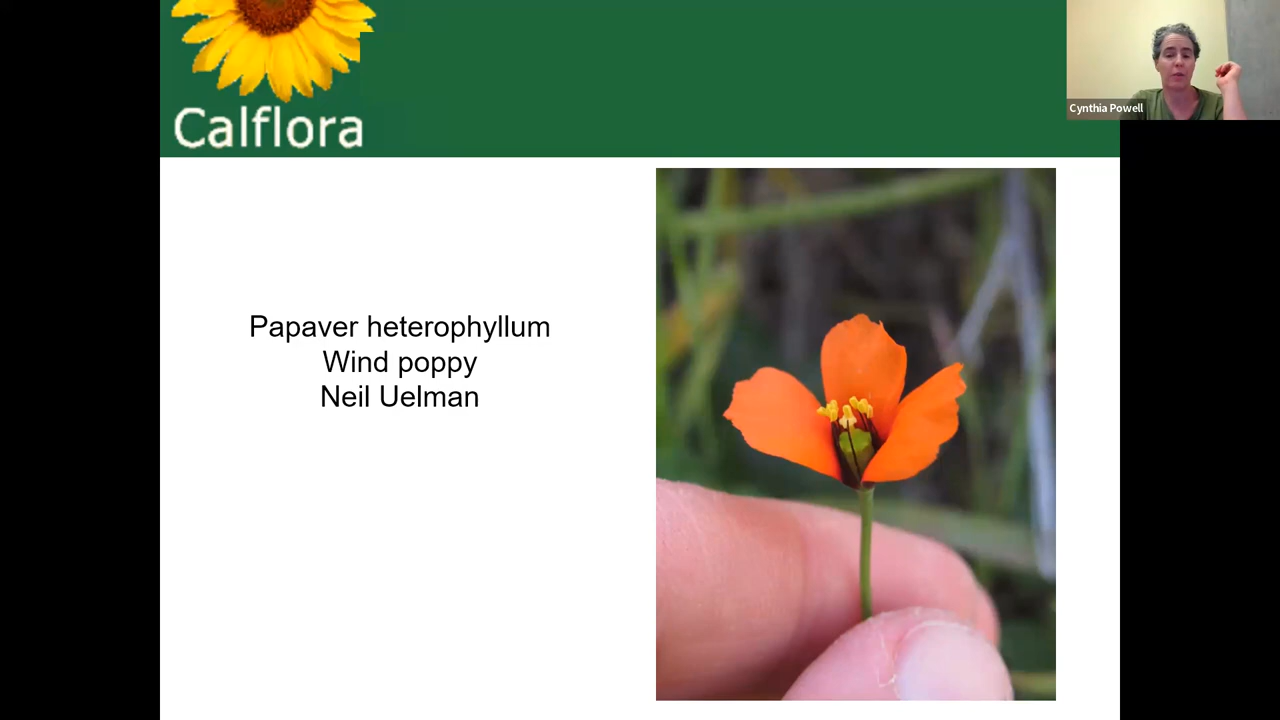 Calflora
Cynthia Powell
Papaver heterophyllum
Wind poppy
Neil Uelman